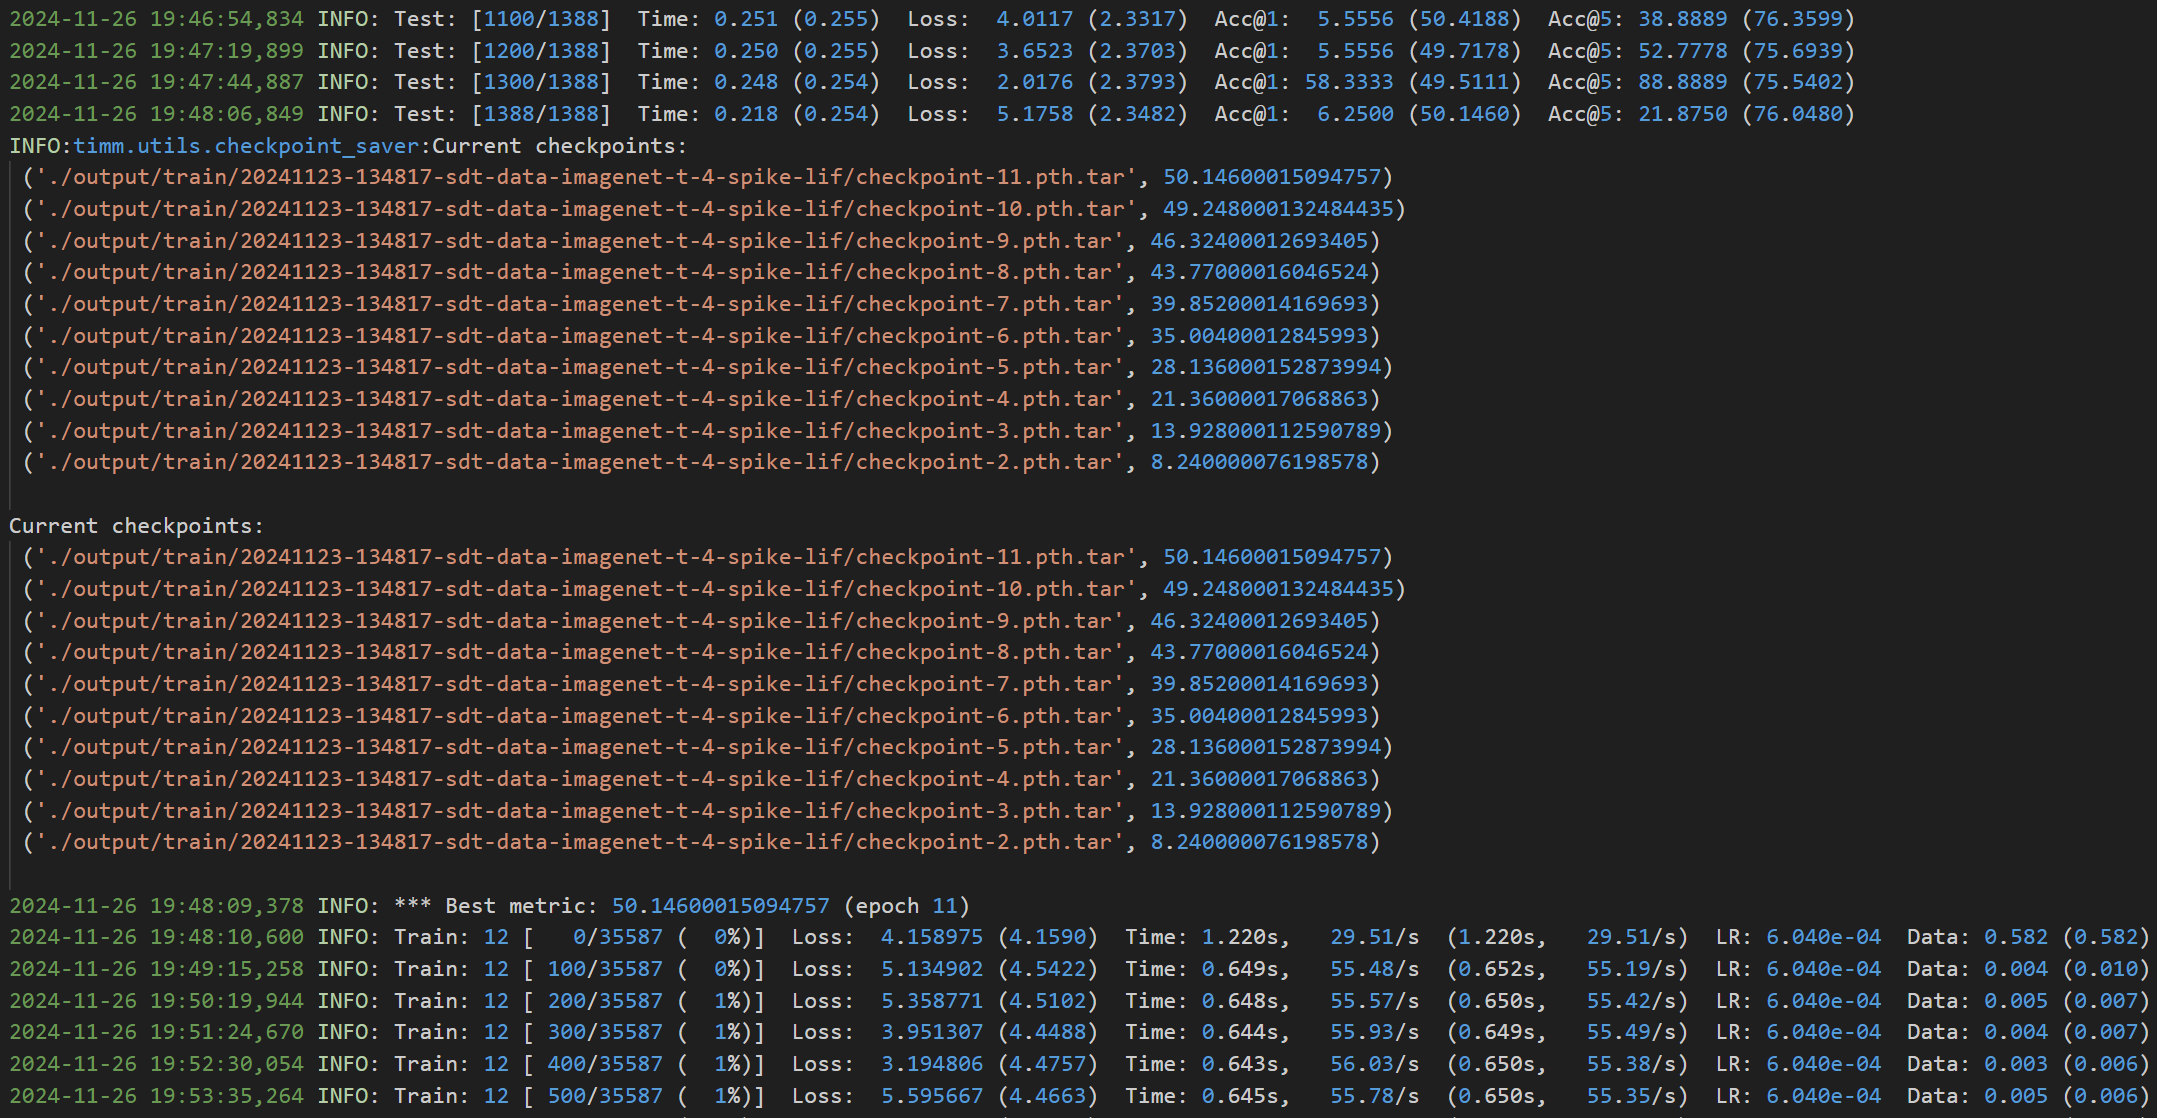 2024-11-26 19:46:54,834 INFO: Test: [1100/1388]  Time: 0.251 (0.255)  Loss:  4.0117 (2.3317)  Acc@1:  5.5556 (50.4188)  Acc@5: 38.8889 (76.3599)
2024-11-26 19:47:19,899 INFO: Test: [1200/1388]  Time: 0.250 (0.255)  Loss:  3.6523 (2.3703)  Acc@1:  5.5556 (49.7178)  Acc@5: 52.7778 (75.6939)
2024-11-26 19:47:44,887 INFO: Test: [1300/1388]  Time: 0.248 (0.254)  Loss:  2.0176 (2.3793)  Acc@1: 58.3333 (49.5111)  Acc@5: 88.8889 (75.5402)
2024-11-26 19:48:06,849 INFO: Test: [1388/1388]  Time: 0.218 (0.254)  Loss:  5.1758 (2.3482)  Acc@1:  6.2500 (50.1460)  Acc@5: 21.8750 (76.0480)
INFO:timm.utils.checkpoint_saver:Current checkpoints:
 ('./output/train/20241123-134817-sdt-data-imagenet-t-4-spike-lif/checkpoint-11.pth.tar', 50.14600015094757)
 ('./output/train/20241123-134817-sdt-data-imagenet-t-4-spike-lif/checkpoint-10.pth.tar', 49.248000132484435)
 ('./output/train/20241123-134817-sdt-data-imagenet-t-4-spike-lif/checkpoint-9.pth.tar', 46.32400012693405)
 ('./output/train/20241123-134817-sdt-data-imagenet-t-4-spike-lif/checkpoint-8.pth.tar', 43.77000016046524)
 ('./output/train/20241123-134817-sdt-data-imagenet-t-4-spike-lif/checkpoint-7.pth.tar', 39.85200014169693)
 ('./output/train/20241123-134817-sdt-data-imagenet-t-4-spike-lif/checkpoint-6.pth.tar', 35.00400012845993)
 ('./output/train/20241123-134817-sdt-data-imagenet-t-4-spike-lif/checkpoint-5.pth.tar', 28.136000152873994)
 ('./output/train/20241123-134817-sdt-data-imagenet-t-4-spike-lif/checkpoint-4.pth.tar', 21.36000017068863)
 ('./output/train/20241123-134817-sdt-data-imagenet-t-4-spike-lif/checkpoint-3.pth.tar', 13.928000112590789)
 ('./output/train/20241123-134817-sdt-data-imagenet-t-4-spike-lif/checkpoint-2.pth.tar', 8.240000076198578)
Current checkpoints:
 ('./output/train/20241123-134817-sdt-data-imagenet-t-4-spike-lif/checkpoint-11.pth.tar', 50.14600015094757)
 ('./output/train/20241123-134817-sdt-data-imagenet-t-4-spike-lif/checkpoint-10.pth.tar', 49.248000132484435)
 ('./output/train/20241123-134817-sdt-data-imagenet-t-4-spike-lif/checkpoint-9.pth.tar', 46.32400012693405)
 ('./output/train/20241123-134817-sdt-data-imagenet-t-4-spike-lif/checkpoint-8.pth.tar', 43.77000016046524)
 ('./output/train/20241123-134817-sdt-data-imagenet-t-4-spike-lif/checkpoint-7.pth.tar', 39.85200014169693)
 ('./output/train/20241123-134817-sdt-data-imagenet-t-4-spike-lif/checkpoint-6.pth.tar', 35.00400012845993)
 ('./output/train/20241123-134817-sdt-data-imagenet-t-4-spike-lif/checkpoint-5.pth.tar', 28.136000152873994)
 ('./output/train/20241123-134817-sdt-data-imagenet-t-4-spike-lif/checkpoint-4.pth.tar', 21.36000017068863)
 ('./output/train/20241123-134817-sdt-data-imagenet-t-4-spike-lif/checkpoint-3.pth.tar', 13.928000112590789)
 ('./output/train/20241123-134817-sdt-data-imagenet-t-4-spike-lif/checkpoint-2.pth.tar', 8.240000076198578)
2024-11-26 19:48:09,378 INFO: *** Best metric: 50.14600015094757 (epoch 11)
2024-11-26 19:48:10,600 INFO: Train: 12 [   0/35587 (  0%)]  Loss:  4.158975 (4.1590)  Time: 1.220s,   29.51/s  (1.220s,   29.51/s)  LR: 6.040e-04  Data: 0.582 (0.582)
2024-11-26 19:49:15,258 INFO: Train: 12 [ 100/35587 (  0%)]  Loss:  5.134902 (4.5422)  Time: 0.649s,   55.48/s  (0.652s,   55.19/s)  LR: 6.040e-04  Data: 0.004 (0.010)
2024-11-26 19:50:19,944 INFO: Train: 12 [ 200/35587 (  1%)]  Loss:  5.358771 (4.5102)  Time: 0.648s,   55.57/s  (0.650s,   55.42/s)  LR: 6.040e-04  Data: 0.005 (0.007)
2024-11-26 19:51:24,670 INFO: Train: 12 [ 300/35587 (  1%)]  Loss:  3.951307 (4.4488)  Time: 0.644s,   55.93/s  (0.649s,   55.49/s)  LR: 6.040e-04  Data: 0.004 (0.007)
2024-11-26 19:52:30,054 INFO: Train: 12 [ 400/35587 (  1%)]  Loss:  3.194806 (4.4757)  Time: 0.643s,   56.03/s  (0.650s,   55.38/s)  LR: 6.040e-04  Data: 0.003 (0.006)
2024-11-26 19:53:35,264 INFO: Train: 12 [ 500/35587 (  1%)]  Loss:  5.595667 (4.4663)  Time: 0.645s,   55.78/s  (0.650s,   55.35/s)  LR: 6.040e-04  Data: 0.005 (0.006)